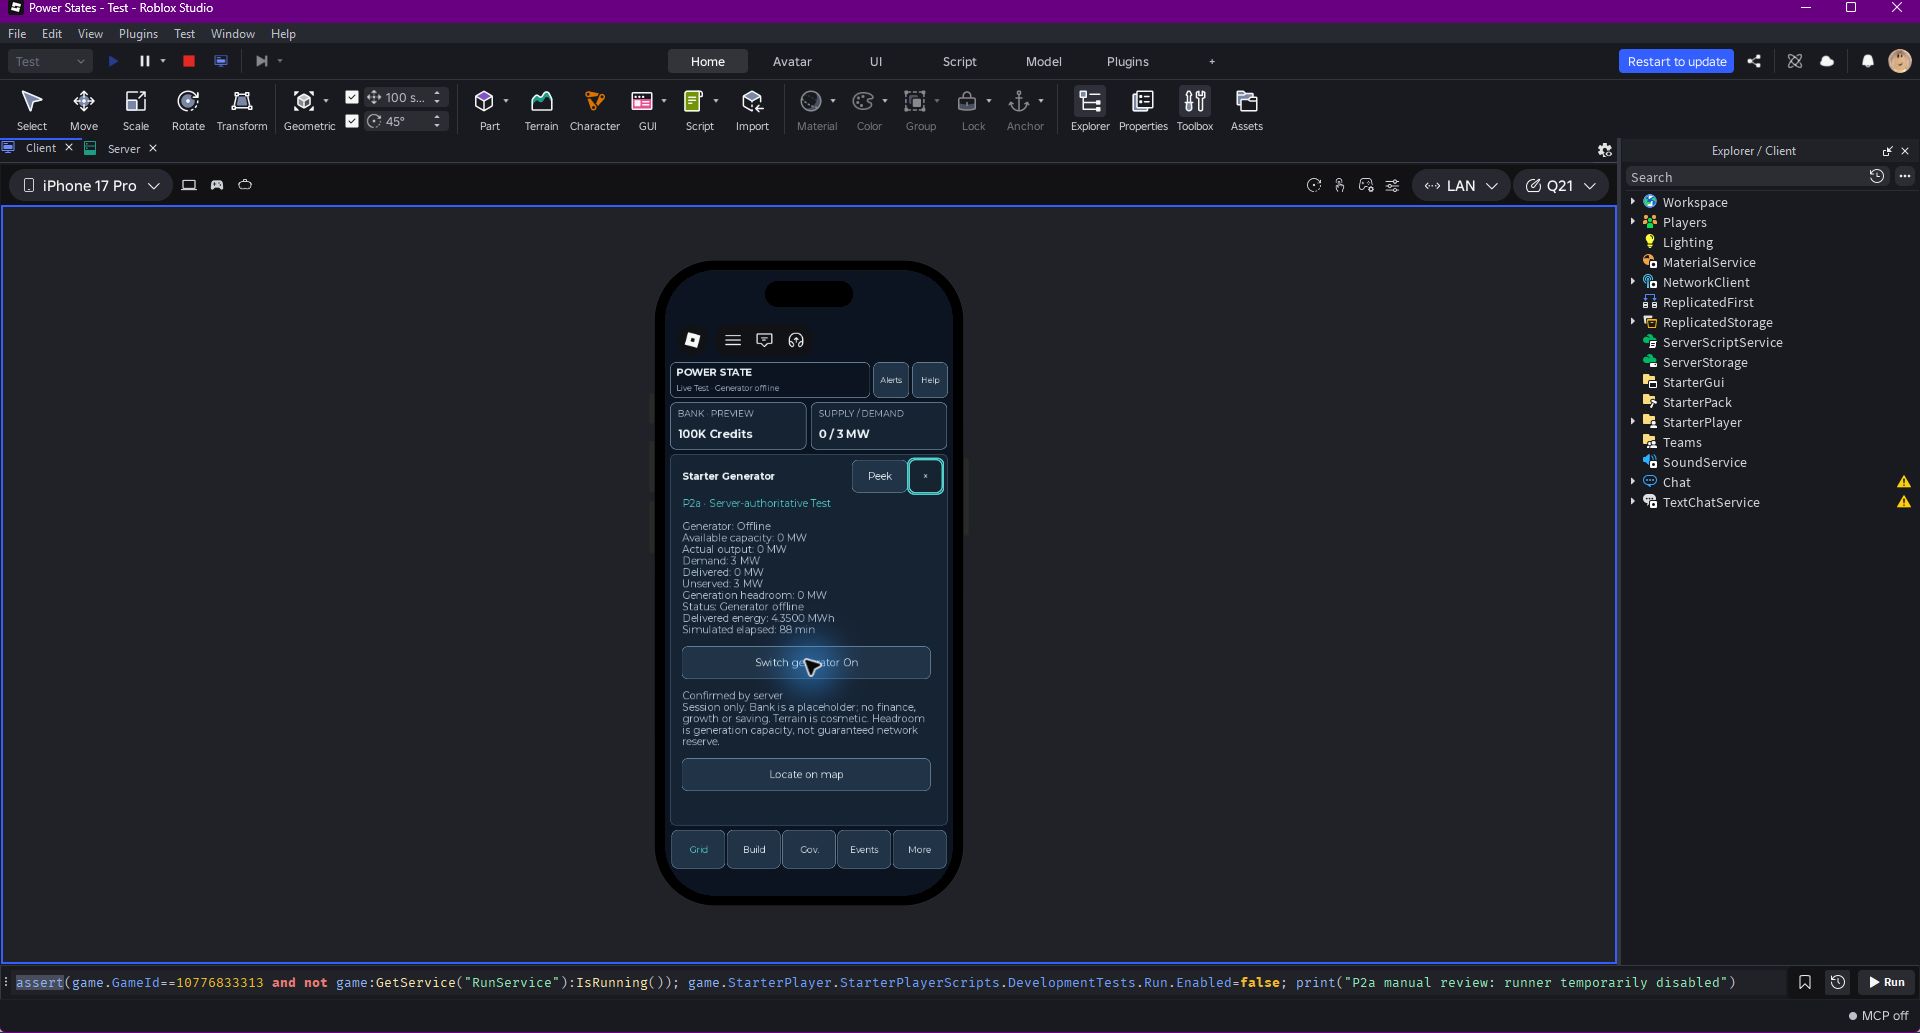 Power States - Test - Roblox Studio
File Edit View Plugins Test Window Help
Test
Home Avatar UI Script Model Plugins +
Restart to update
Select Move Scale Rotate Transform Geometric
100 s...
45°
Part Terrain Character GUI Script Import Material Color Group Lock Anchor Explorer Properties Toolbox Assets
Client × Server ×
iPhone 17 Pro
LAN
Q21
POWER STATE
Live Test · Generator offline
Alerts
Help
BANK · PREVIEW
100K Credits
SUPPLY / DEMAND
0 / 3 MW
Starter Generator
Peek
×
P2a · Server-authoritative Test
Generator: Offline
Available capacity: 0 MW
Actual output: 0 MW
Demand: 3 MW
Delivered: 0 MW
Unserved: 3 MW
Generation headroom: 0 MW
Status: Generator offline
Delivered energy: 4.3500 MWh
Simulated elapsed: 88 min
Switch On
Confirmed by server
Session only. Bank is a placeholder; no finance,
growth or saving. Terrain is cosmetic. Headroom
is generation capacity, not guaranteed network
reserve.
Locate on map
Grid Build Gov. Events More
Explorer / Client
Search
Workspace
Players
Lighting
MaterialService
NetworkClient
ReplicatedFirst
ReplicatedStorage
ServerScriptService
ServerStorage
StarterGui
StarterPack
StarterPlayer
Teams
SoundService
Chat
TextChatService
assert(game.GameId==10776833313 and not game:GetService("RunService"):IsRunning()); game.StarterPlayer.StarterPlayerScripts.DevelopmentTests.Run.Enabled=false; print("P2a manual review: runner temporarily disabled")
Run
MCP off